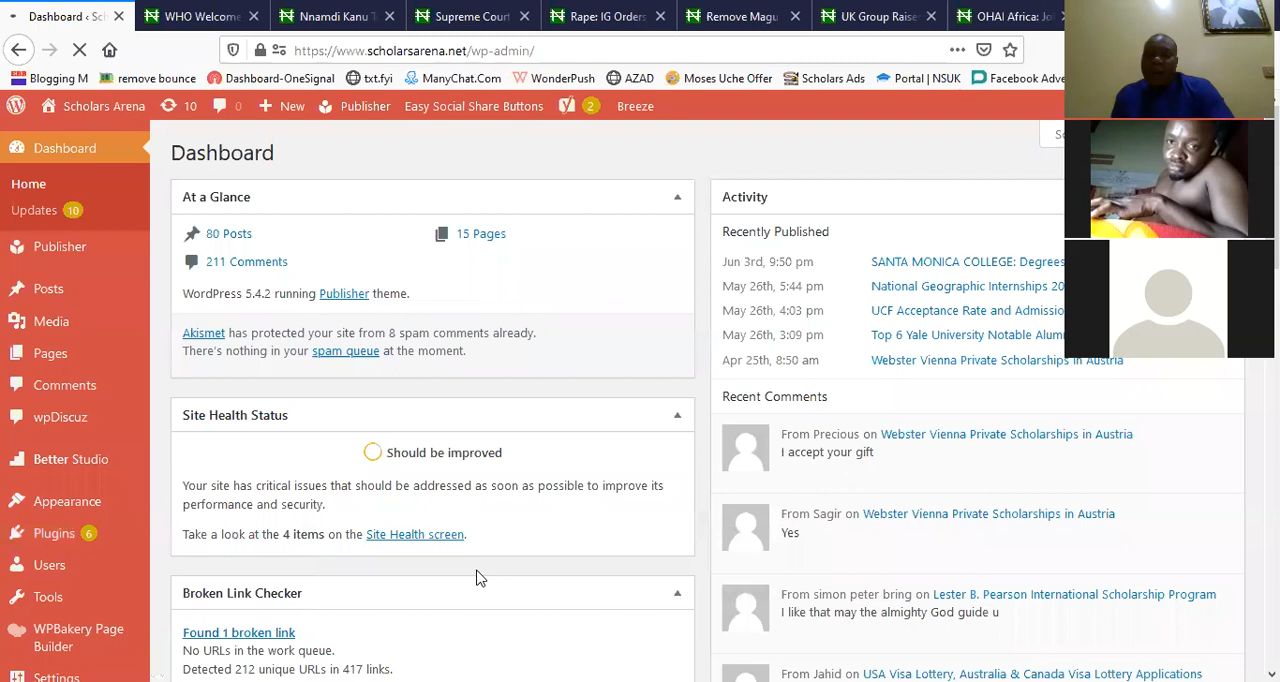 Dashboard ‹ Sch
WHO Welcome
Nnamdi Kanu T
Supreme Court
Rape: IG Orders
Remove Magu
UK Group Raise
OHAI Africa: Jo
https://www.scholarsarena.net/wp-admin/
Blogging M
remove bounce
Dashboard-OneSignal
txt.fyi
ManyChat.Com
WonderPush
AZAD
Moses Uche Offer
Scholars Ads
Portal | NSUK
Facebook Adve
Scholars Arena
10
0
New
Publisher
Easy Social Share Buttons
2
Breeze
Dashboard
Home
Updates 10
Publisher
Posts
Media
Pages
Comments
wpDiscuz
Better Studio
Appearance
Plugins 6
Users
Tools
WPBakery Page
Builder
Settings
Dashboard
At a Glance
80 Posts
15 Pages
211 Comments
WordPress 5.4.2 running Publisher theme.
Akismet has protected your site from 8 spam comments already.
There's nothing in your spam queue at the moment.
Site Health Status
Should be improved
Your site has critical issues that should be addressed as soon as possible to improve its
performance and security.
Take a look at the 4 items on the Site Health screen.
Broken Link Checker
Found 1 broken link
No URLs in the work queue.
Detected 212 unique URLs in 417 links.
Sc
Activity
Recently Published
Jun 3rd, 9:50 pm SANTA MONICA COLLEGE: Degrees
May 26th, 5:44 pm National Geographic Internships 20
May 26th, 4:03 pm UCF Acceptance Rate and Admissio
May 26th, 3:09 pm Top 6 Yale University Notable Alum
Apr 25th, 8:50 am Webster Vienna Private Scholarships in Austria
Recent Comments
From Precious on Webster Vienna Private Scholarships in Austria
I accept your gift
From Sagir on Webster Vienna Private Scholarships in Austria
Yes
From simon peter bring on Lester B. Pearson International Scholarship Program
I like that may the almighty God guide u
From Jahid on USA Visa Lottery, Australia & Canada Visa Lottery Applications